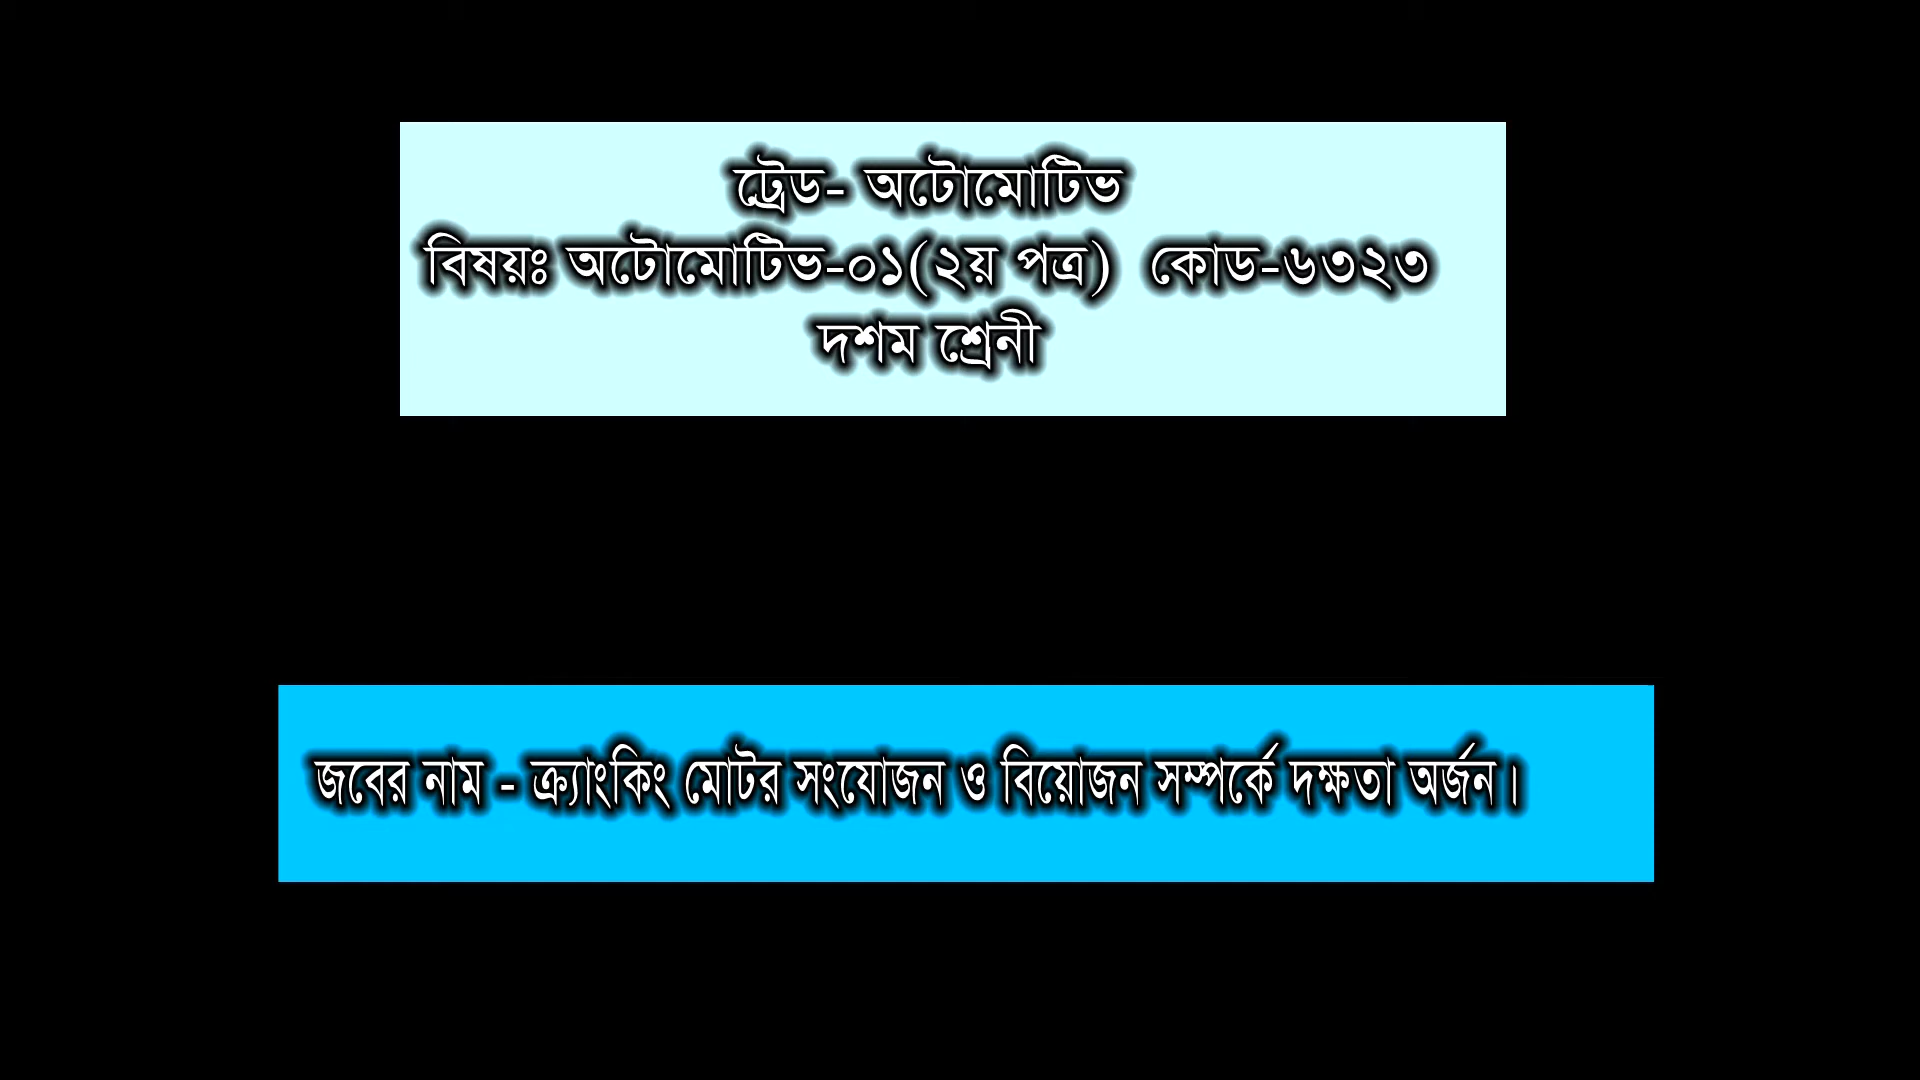 ট্রেড- অটোমোটিভ
বিষয়ঃ অটোমোটিভ-০১(২য় পত্র) কোড-৬৩২৩
দশম শ্রেনী
জবের নাম - ক্র্যাংকিং মোটর সংযোজন ও বিয়োজন সম্পর্কে দক্ষতা অর্জন।